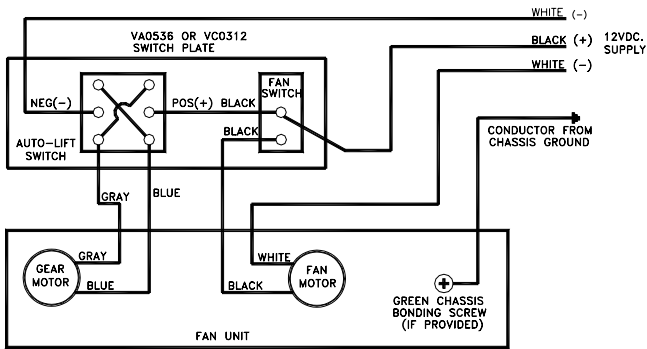 WHITE (-)
VA0536 OR VC0312
SWITCH PLATE
BLACK (+)
12VDC.
SUPPLY
WHITE (-)
FAN
SWITCH
NEG(-)
POS(+) BLACK
BLACK
AUTO-LIFT
SWITCH
CONDUCTOR FROM
CHASSIS GROUND
GRAY
BLUE
GRAY
GEAR
MOTOR
BLUE
WHITE
FAN
MOTOR
BLACK
GREEN CHASSIS
BONDING SCREW
(IF PROVIDED)
FAN UNIT